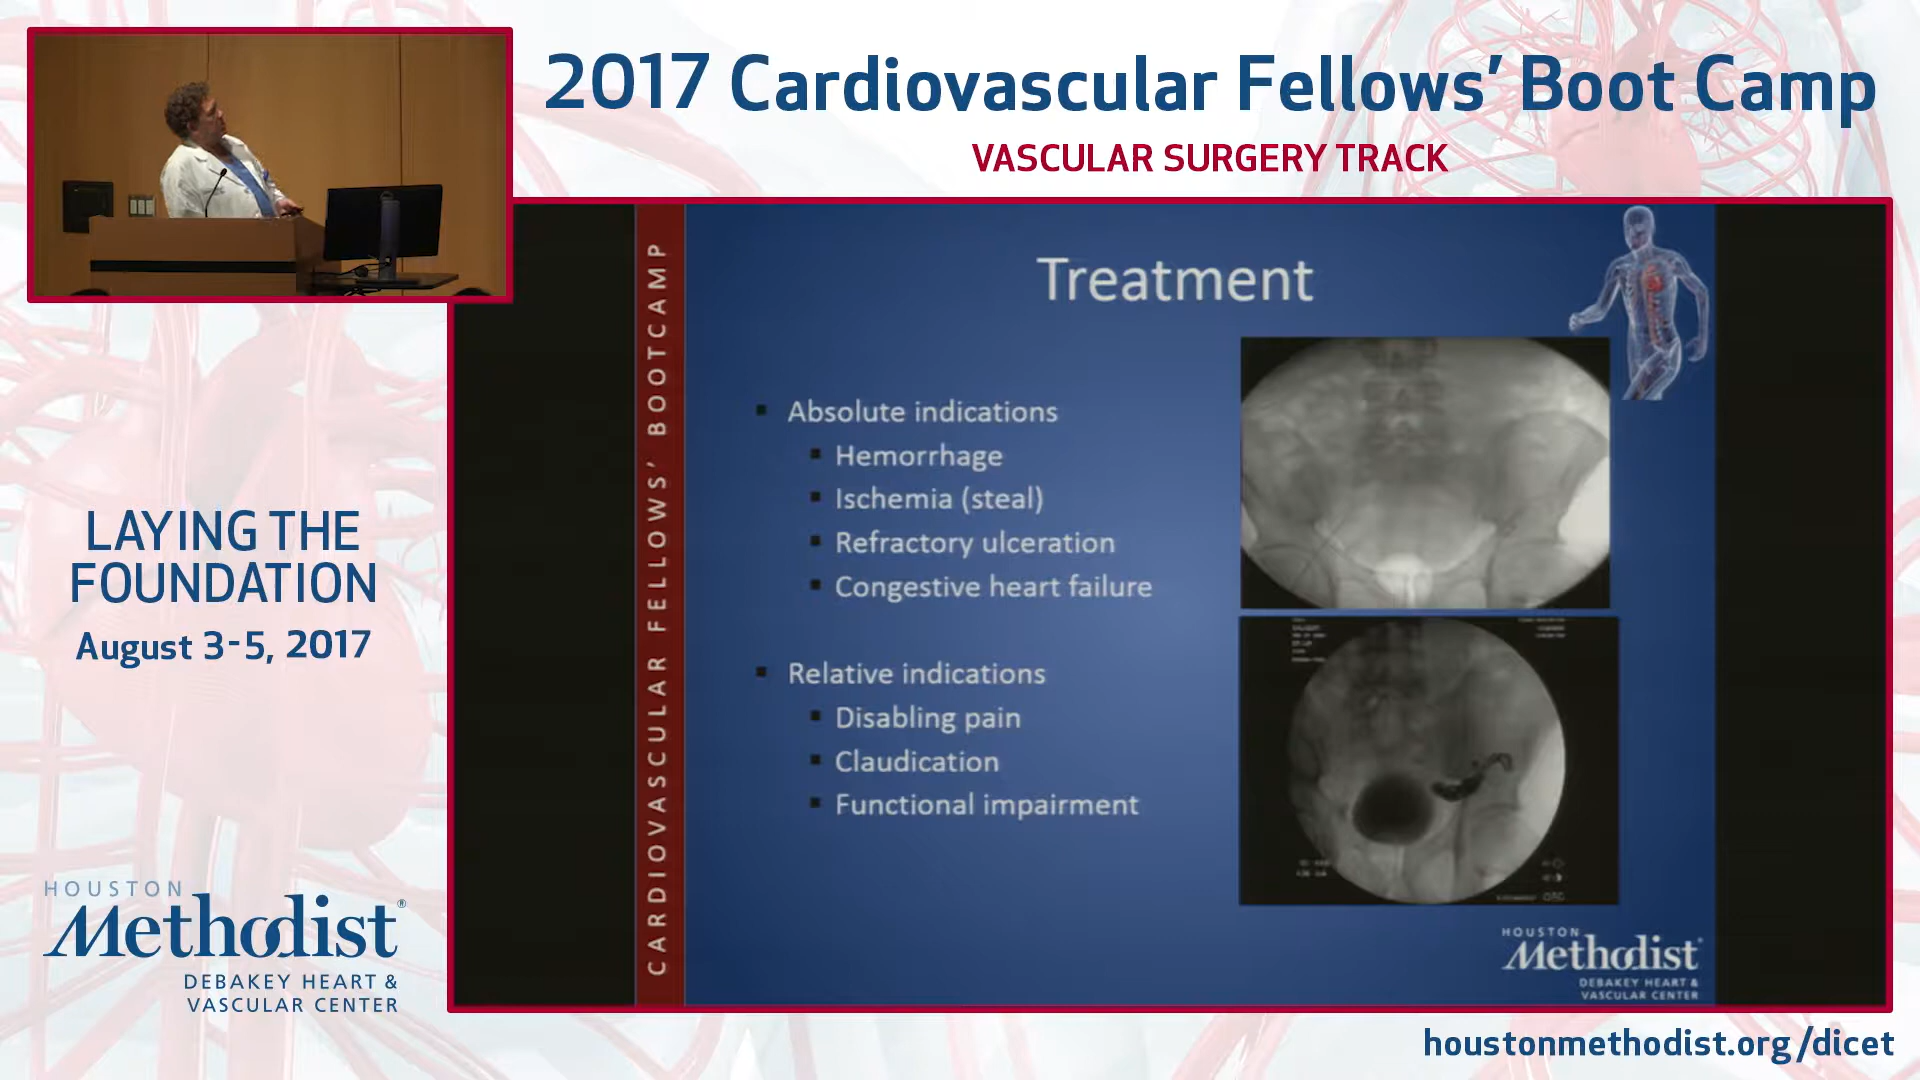 2017 Cardiovascular Fellows’ Boot Camp
VASCULAR SURGERY TRACK
LAYING THE
FOUNDATION
August 3-5, 2017
HOUSTON
Methodist®
DEBAKEY HEART &
VASCULAR CENTER
CARDIOVASCULAR FELLOWS’ BOOTCAMP
Treatment
▪ Absolute indications
▪ Hemorrhage
▪ Ischemia (steal)
▪ Refractory ulceration
▪ Congestive heart failure
▪ Relative indications
▪ Disabling pain
▪ Claudication
▪ Functional impairment
HOUSTON
Methodist
DEBAKEY HEART &
VASCULAR CENTER
houstonmethodist.org/dicet